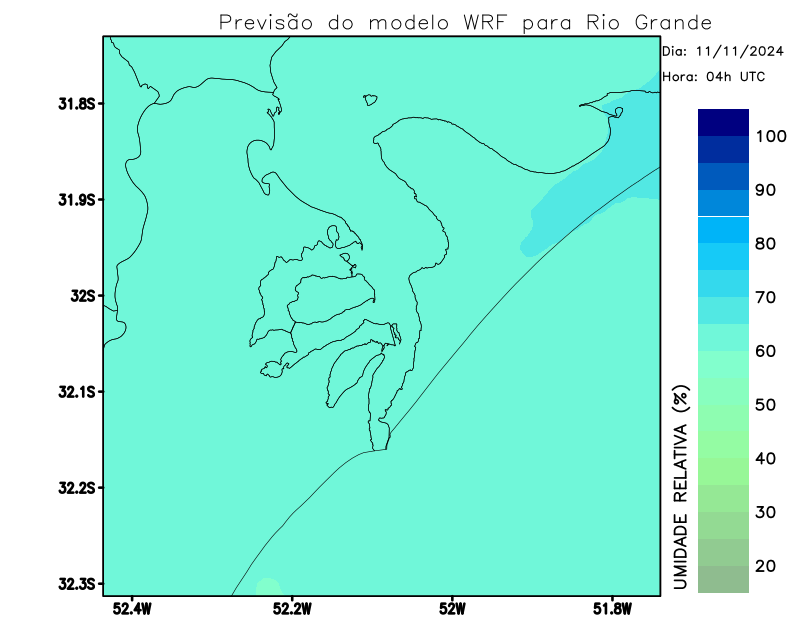 Previsão do modelo WRF para Rio Grande
Dia: 11/11/2024
Hora: 04h UTC
31.8S
31.9S
32S
32.1S
32.2S
32.3S
52.4W
52.2W
52W
51.8W
100
90
80
70
60
50
40
30
20
UMIDADE RELATIVA (%)